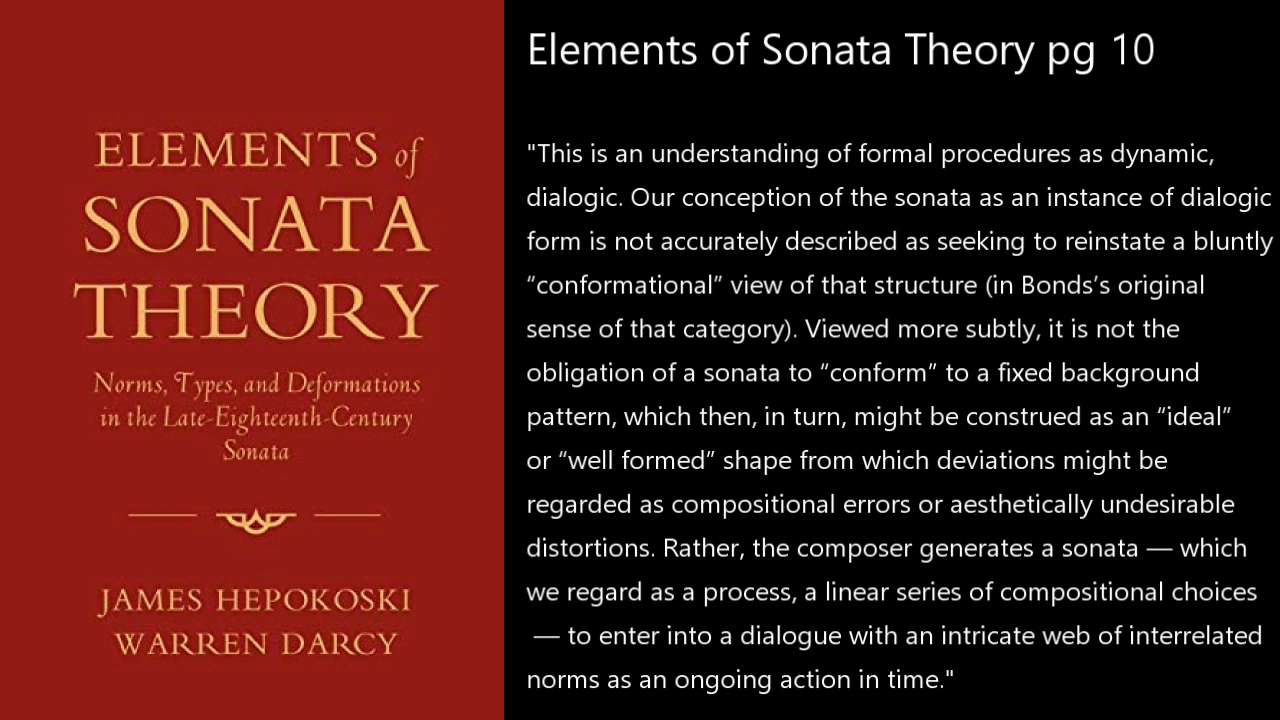 ELEMENTS of
SONATA
THEORY
Norms, Types, and Deformations
in the Late-Eighteenth-Century
Sonata
JAMES HEPOKOSKI
WARREN DARCY
Elements of Sonata Theory pg 10
"This is an understanding of formal procedures as dynamic,
dialogic. Our conception of the sonata as an instance of dialogic
form is not accurately described as seeking to reinstate a bluntly
“conformational” view of that structure (in Bonds’s original
sense of that category). Viewed more subtly, it is not the
obligation of a sonata to “conform” to a fixed background
pattern, which then, in turn, might be construed as an “ideal”
or “well formed” shape from which deviations might be
regarded as compositional errors or aesthetically undesirable
distortions. Rather, the composer generates a sonata — which
we regard as a process, a linear series of compositional choices
— to enter into a dialogue with an intricate web of interrelated
norms as an ongoing action in time."